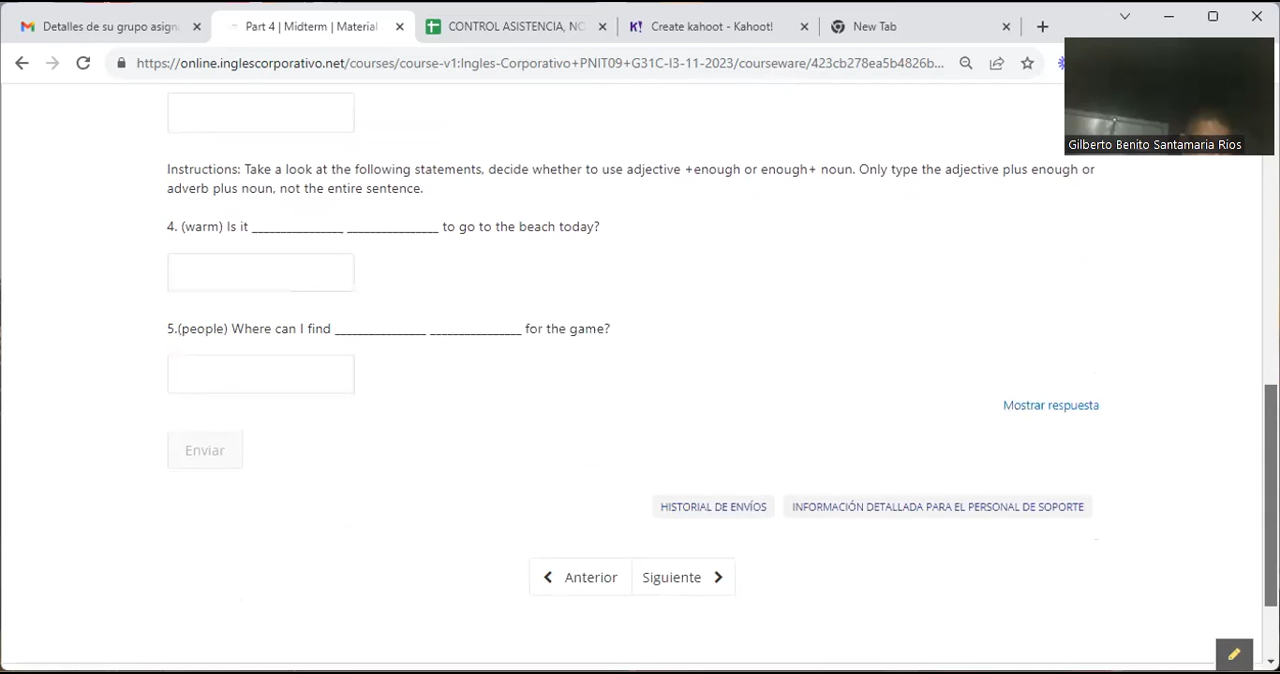 Detalles de su grupo asign
Part 4 | Midterm | Material
CONTROL ASISTENCIA, NO
K! Create kahoot - Kahoot!
New Tab
https://online.inglescorporativo.net/courses/course-v1:Ingles-Corporativo+PNIT09+G31C-I3-11-2023/courseware/423cb278ea5b4826b...
Gilberto Benito Santamaria Rios
Instructions: Take a look at the following statements, decide whether to use adjective +enough or enough+ noun. Only type the adjective plus enough or
adverb plus noun, not the entire sentence.
4. (warm) Is it ________________ ________________ to go to the beach today?
5.(people) Where can I find ________________ ________________ for the game?
Mostrar respuesta
Enviar
HISTORIAL DE ENVÍOS
INFORMACIÓN DETALLADA PARA EL PERSONAL DE SOPORTE
Anterior
Siguiente